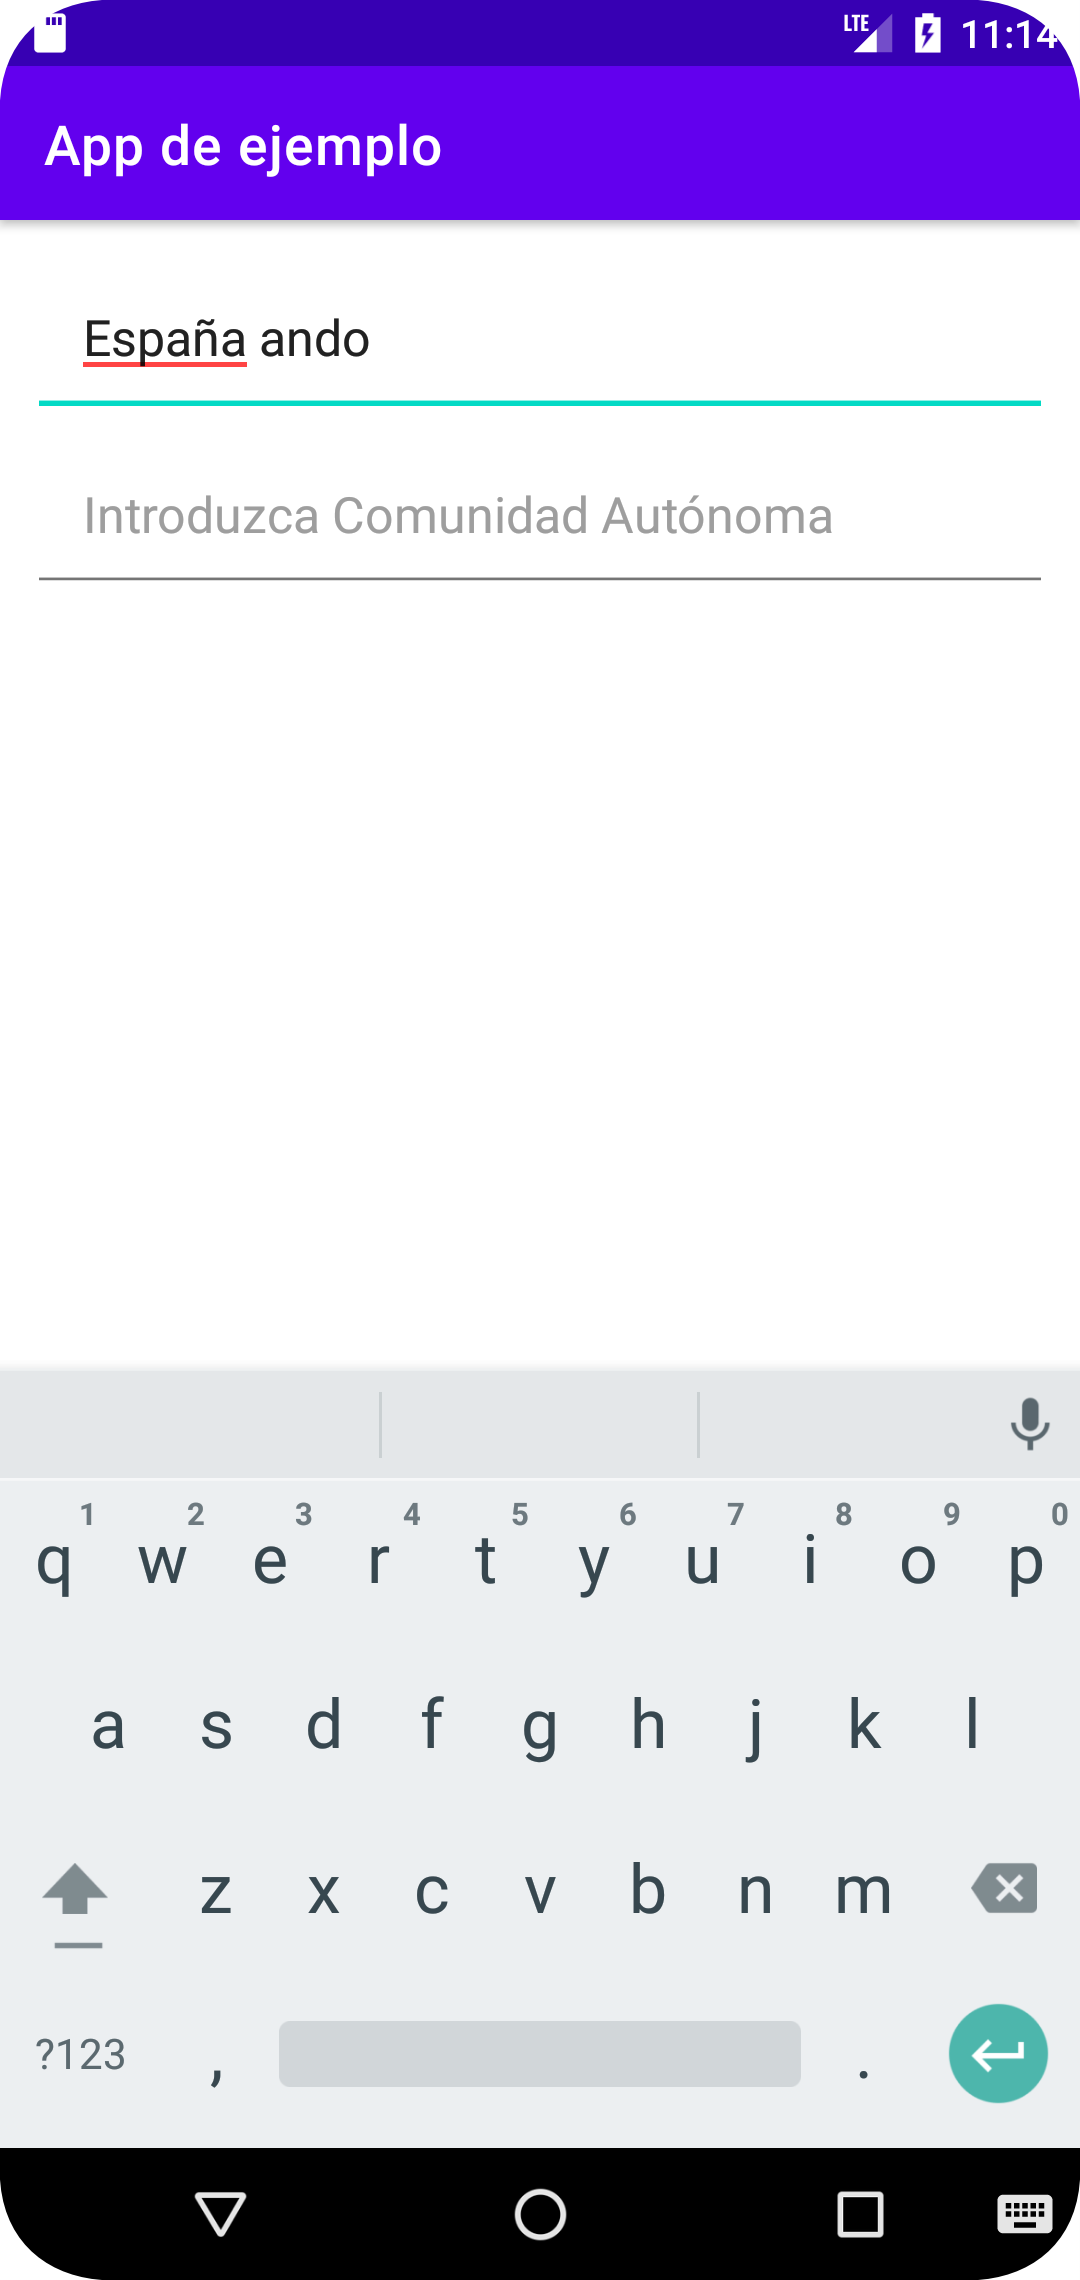 LTE 11:14
App de ejemplo
España ando
Introduzca Comunidad Autónoma
1 2 3 4 5 6 7 8 9 0
q w e r t y u i o p
a s d f g h j k l
z x c v b n m
?123 , .